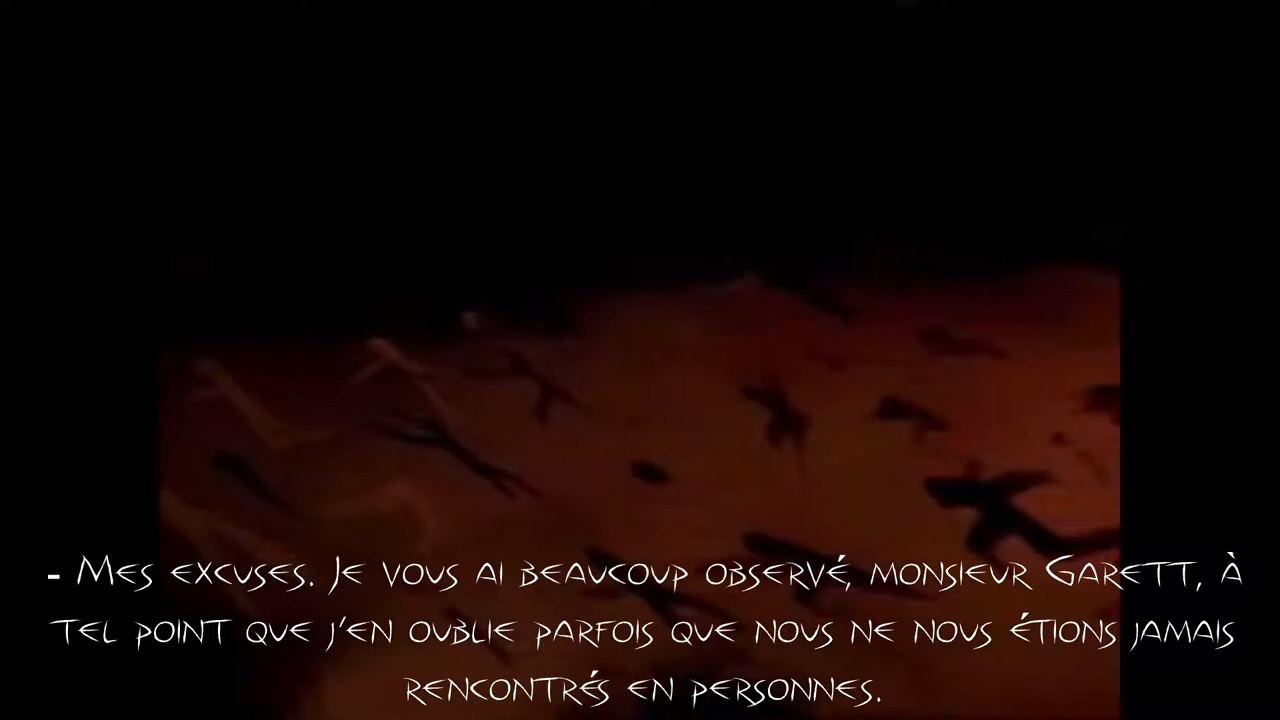 - Mes excuses. Je vous ai beaucoup observé, monsieur Garett, à
tel point que j'en oublie parfois que nous ne nous étions jamais
rencontrés en personnes.